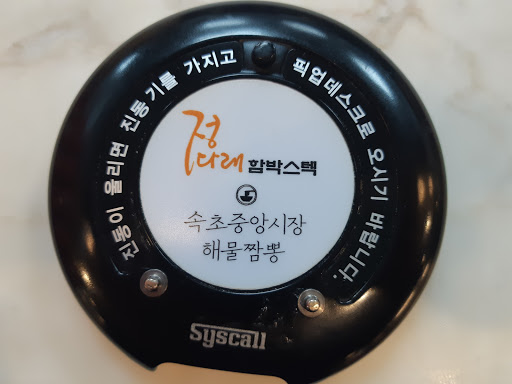 진동이 울리면 진동기를 가지고 픽업데스크로 오시기 바랍니다.
정다래 함박스텍
속초중앙시장
해물짬뽕
Syscall